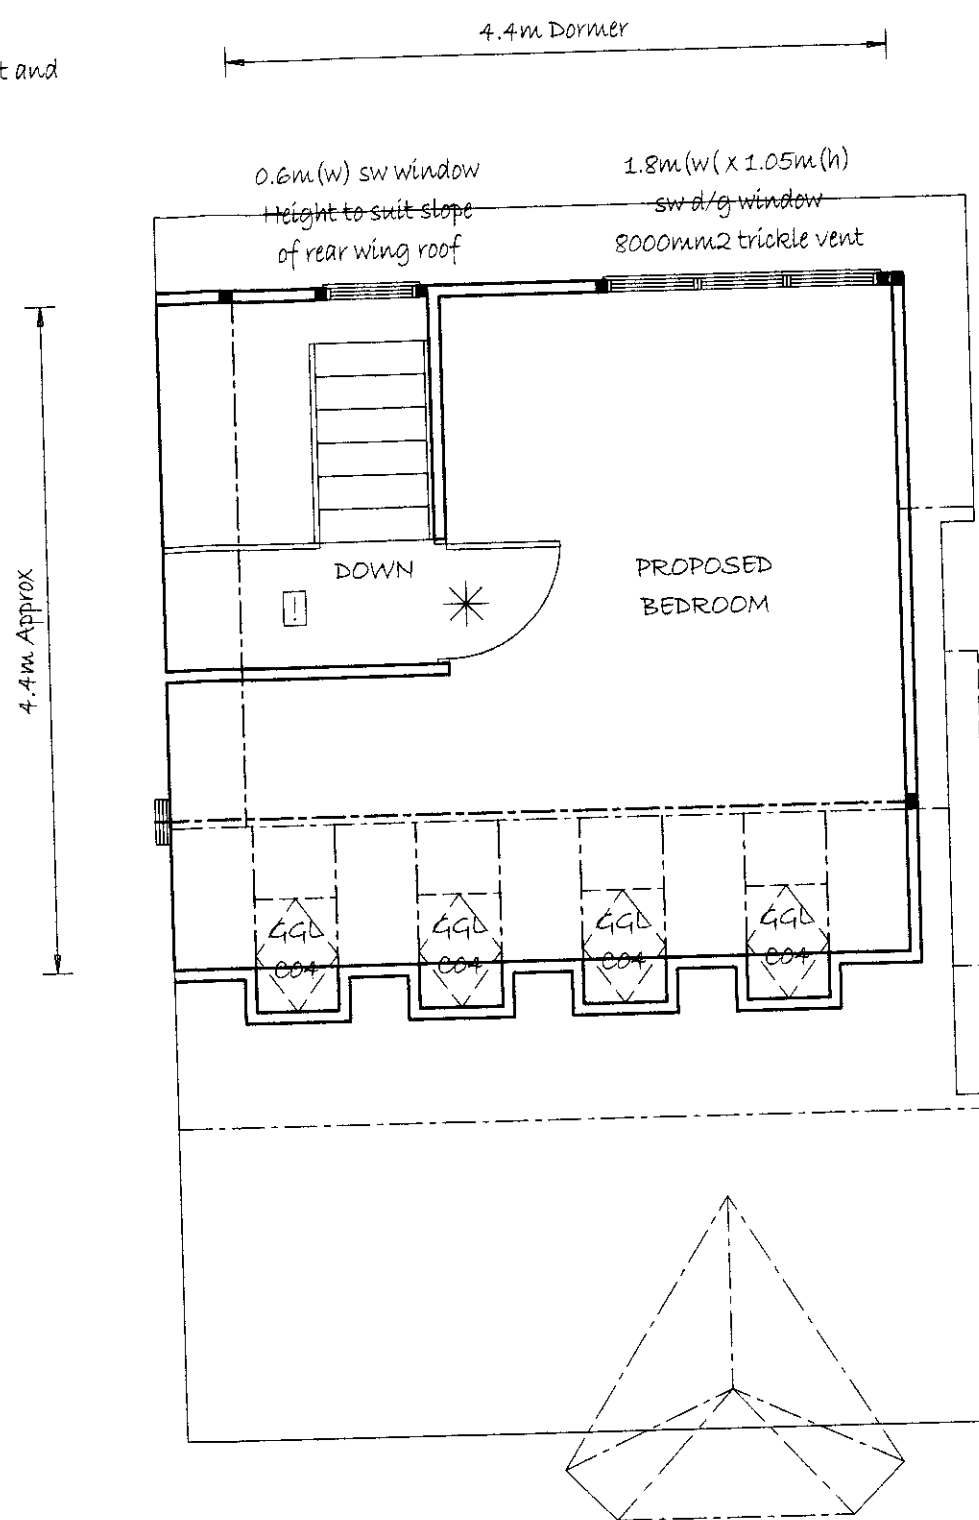 4.4m Dormer
t and
0.6m(w) sw window
Height to suit slope
of rear wing roof
1.8m(w( x 1.05m(h)
sw d/g window
8000mm2 trickle vent
4.4m Approx
DOWN
PROPOSED
BEDROOM
GGL
C04
GGL
C04
GGL
C04
GGL
C04